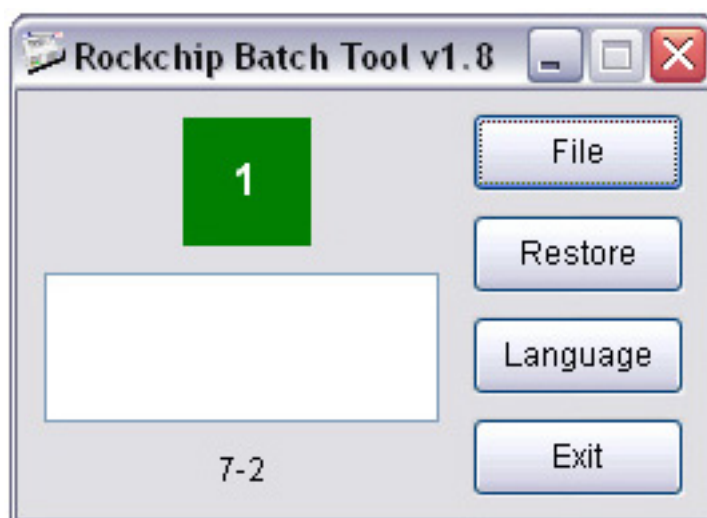 Rockchip Batch Tool v1.8
1
File
Restore
Language
7-2
Exit